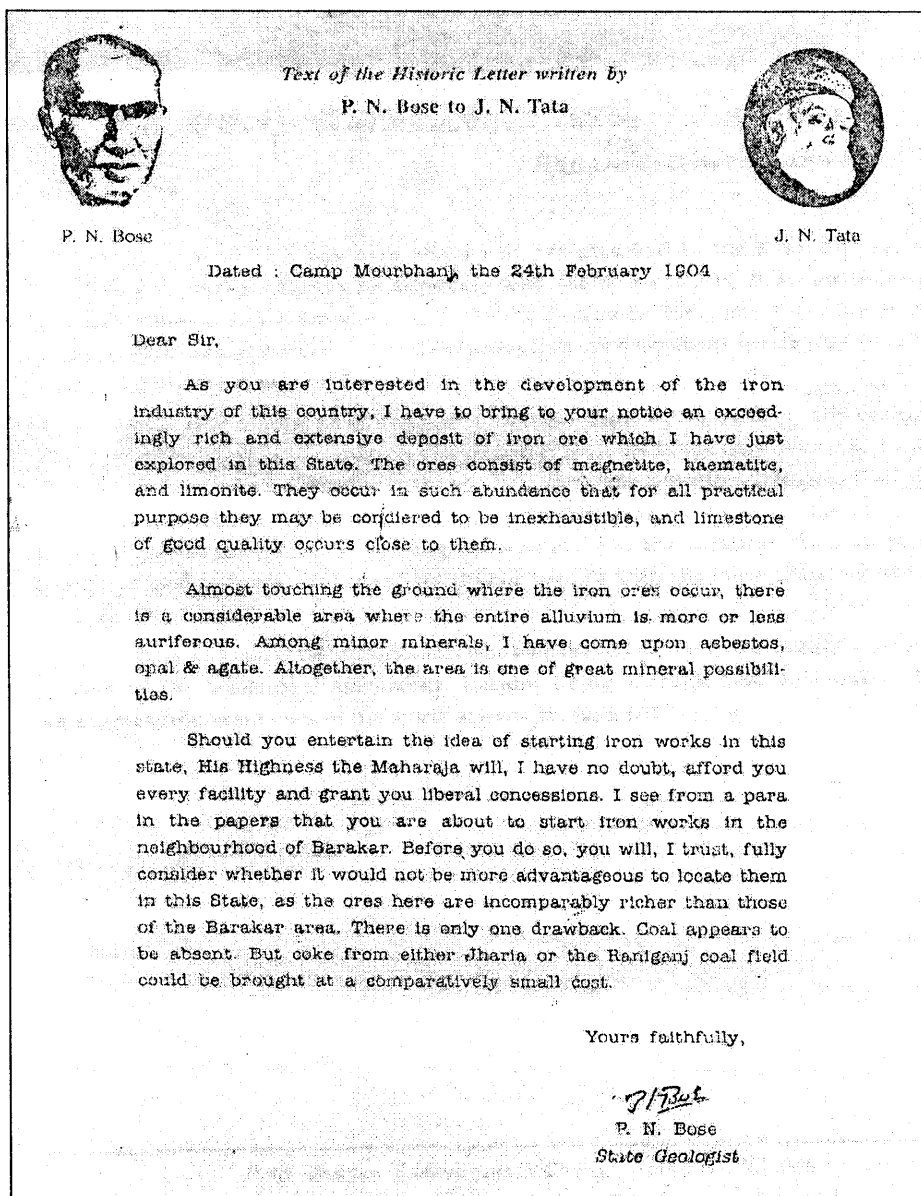 Text of the Historic Letter written by
P. N. Bose to J. N. Tata
P. N. Bose
J. N. Tata
Dated : Camp Mourbhanj, the 24th February 1904
Dear Sir,
As you are interested in the development of the iron
industry of this country, I have to bring to your notice an exceed-
ingly rich and extensive deposit of iron ore which I have just
explored in this State. The ores consist of magnetite, haematite,
and limonite. They occur in such abundance that for all practical
purpose they may be condiered to be inexhaustible, and limestone
of good quality occurs close to them.
Almost touching the ground where the iron ores occur, there
is a considerable area where the entire alluvium is more or less
auriferous. Among minor minerals, I have come upon asbestos,
opal & agate. Altogether, the area is one of great mineral possibili-
ties.
Should you entertain the idea of starting iron works in this
state, His Highness the Maharaja will, I have no doubt, afford you
every facility and grant you liberal concessions. I see from a para
in the papers that you are about to start iron works in the
neighbourhood of Barakar. Before you do so, you will, I trust, fully
consider whether it would not be more advantageous to locate them
in this State, as the ores here are incomparably richer than those
of the Barakar area. There is only one drawback. Coal appears to
be absent. But coke from either Jharia or the Raniganj coal field
could be brought at a comparatively small cost.
Yours faithfully,
P. N. Bose
State Geologist